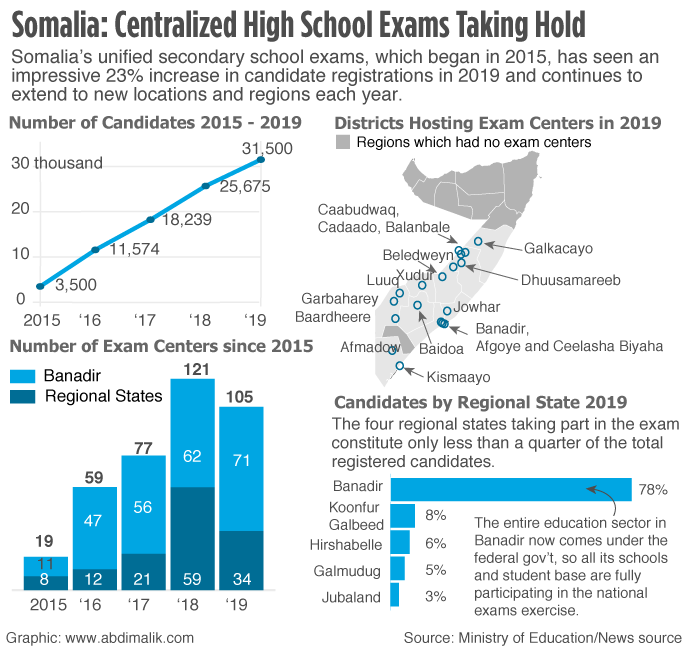 Somalia: Centralized High School Exams Taking Hold
Somalia's unified secondary school exams, which began in 2015, has seen an
impressive 23% increase in candidate registrations in 2019 and continues to
extend to new locations and regions each year.
Number of Candidates 2015 - 2019
31,500
30 thousand
25,675
20
18,239
10
11,574
3,500
0
2015
‘16
‘17
‘18
‘19
Districts Hosting Exam Centers in 2019
Regions which had no exam centers
Caabudwaq,
Cadaado, Balanbale
Galkacayo
Beledweyn
Dhuusamareeb
Xudur
Luuq
Garbaharey
Baardheere
Jowhar
Banadir,
Afgoye and Ceelasha Biyaha
Afmadow
Baidoa
Kismaayo
Number of Exam Centers since 2015
Banadir
Regional States
19
11
8
59
47
12
77
56
21
121
62
59
105
71
34
2015
‘16
‘17
‘18
‘19
Candidates by Regional State 2019
The four regional states taking part in the exam
constitute only less than a quarter of the total
registered candidates.
Banadir
78%
Koonfur
Galbeed
8%
Hirshabelle
6%
Galmudug
5%
Jubaland
3%
The entire education sector in
Banadir now comes under the
federal gov’t, so all its schools
and student base are fully
participating in the national
exams exercise.
Graphic: www.abdimalik.com
Source: Ministry of Education/News source